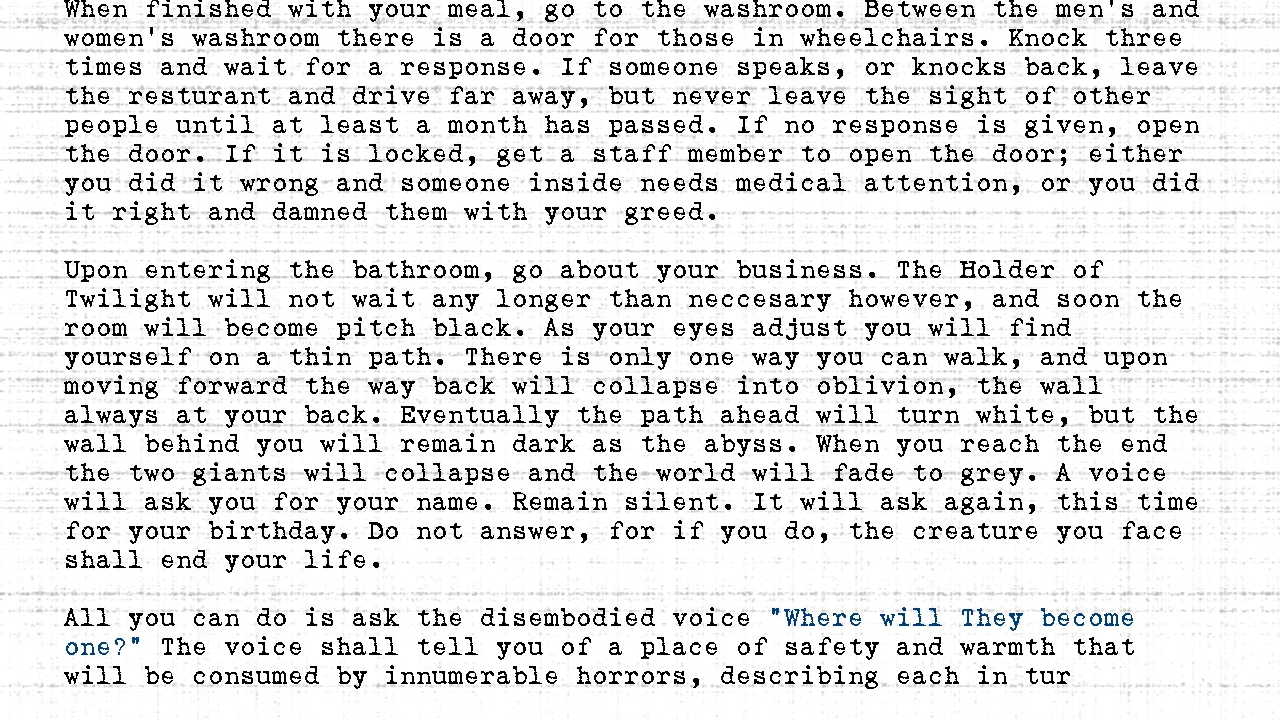 When finished with your meal, go to the washroom. Between the men's and
women's washroom there is a door for those in wheelchairs. Knock three
times and wait for a response. If someone speaks, or knocks back, leave
the resturant and drive far away, but never leave the sight of other
people until at least a month has passed. If no response is given, open
the door. If it is locked, get a staff member to open the door; either
you did it wrong and someone inside needs medical attention, or you did
it right and damned them with your greed.
Upon entering the bathroom, go about your business. The Holder of
Twilight will not wait any longer than neccesary however, and soon the
room will become pitch black. As your eyes adjust you will find
yourself on a thin path. There is only one way you can walk, and upon
moving forward the way back will collapse into oblivion, the wall
always at your back. Eventually the path ahead will turn white, but the
wall behind you will remain dark as the abyss. When you reach the end
the two giants will collapse and the world will fade to grey. A voice
will ask you for your name. Remain silent. It will ask again, this time
for your birthday. Do not answer, for if you do, the creature you face
shall end your life.
All you can do is ask the disembodied voice "Where will They become
one?" The voice shall tell you of a place of safety and warmth that
will be consumed by innumerable horrors, describing each in tur